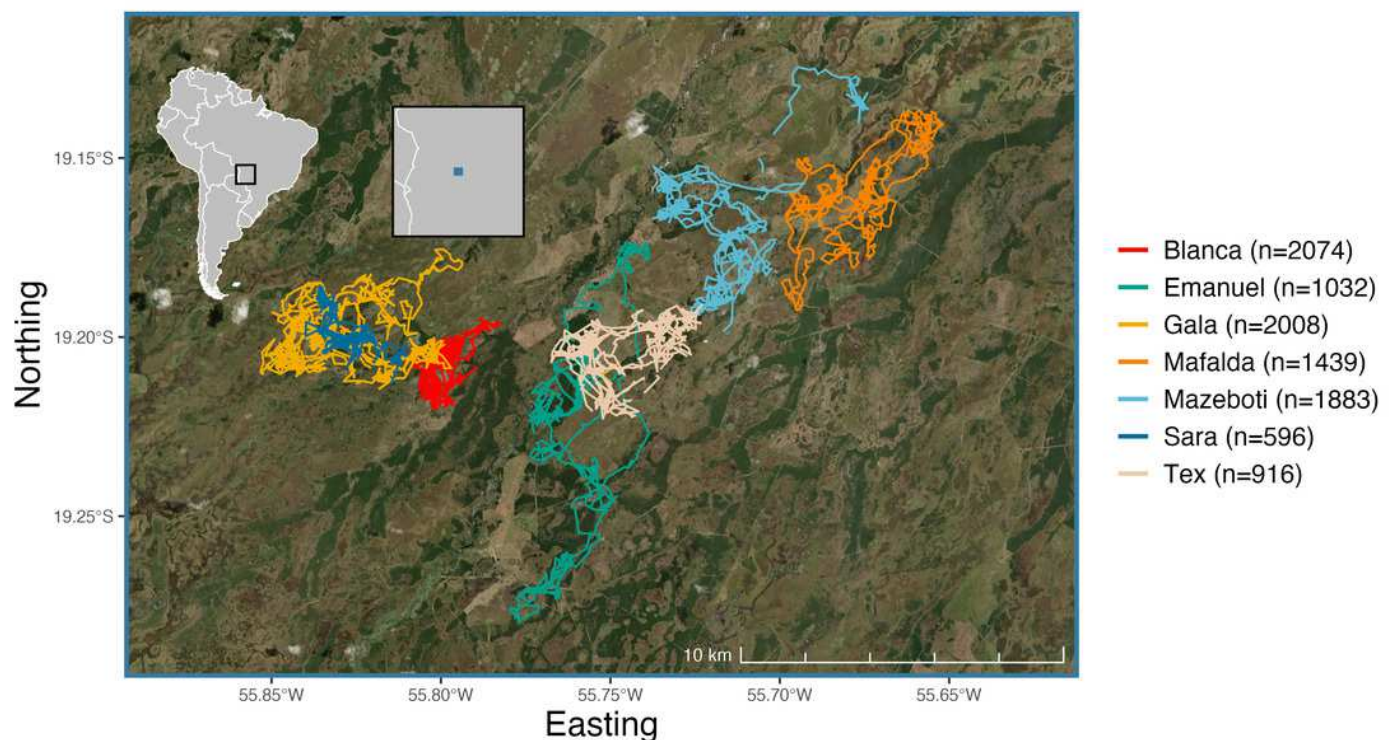 19.15°S
19.20°S
19.25°S
Northing
10 km
55.85°W
55.80°W
55.75°W
55.70°W
55.65°W
Easting
Blanca (n=2074)
Emanuel (n=1032)
Gala (n=2008)
Mafalda (n=1439)
Mazeboti (n=1883)
Sara (n=596)
Tex (n=916)